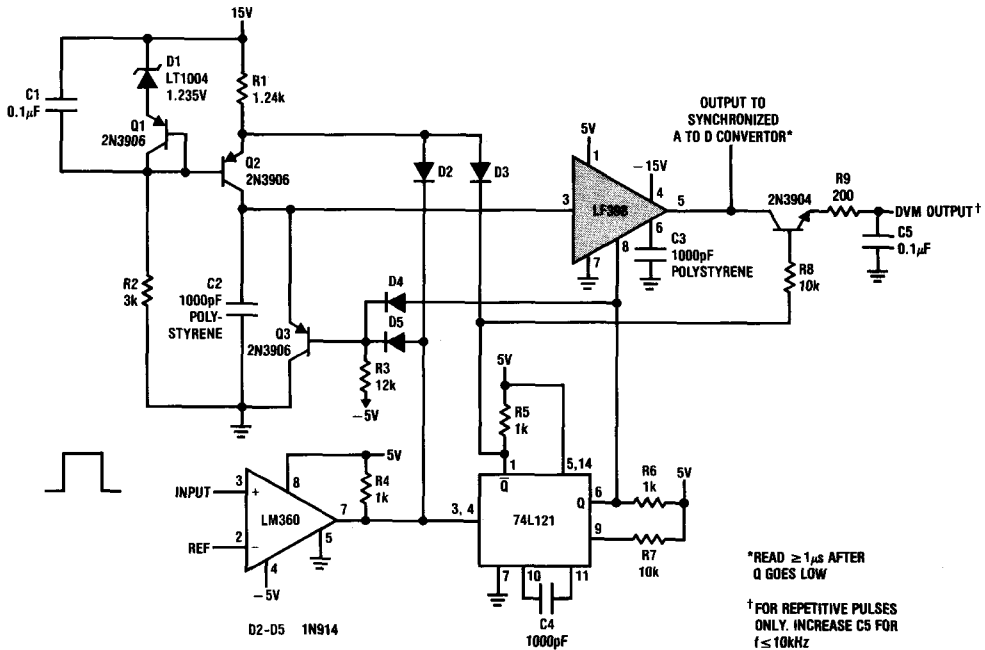 15V
D1
LT1004
1.235V
C1
0.1µF
Q1
2N3906
R1
1.24k
Q2
2N3906
D2
D3
OUTPUT TO
SYNCHRONIZED
A TO D CONVERTOR*
5V
1
-15V
4
3
LF398
5
6
8
7
C3
1000pF
POLYSTYRENE
2N3904
R9
200
DVM OUTPUT†
C5
0.1µF
R8
10k
R2
3k
C2
1000pF
POLY-
STYRENE
D4
D5
Q3
2N3906
R3
12k
-5V
5V
R5
1k
1
5,14
Q̅
INPUT
3
+
8
5V
R4
1k
LM360
7
3, 4
74L121
Q
6
R6
1k
5V
REF
2
−
5
4
-5V
9
R7
10k
7
10
11
C4
1000pF
D2-D5 1N914
*READ ≥1µs AFTER
Q GOES LOW
†FOR REPETITIVE PULSES
ONLY. INCREASE C5 FOR
f≤10kHz